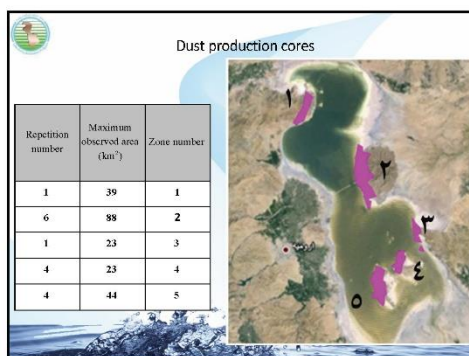 Dust production cores
Repetition number | Maximum observed area (km²) | Zone number
1 | 39 | 1
6 | 88 | 2
1 | 23 | 3
4 | 23 | 4
4 | 44 | 5
۱
۲
۳
٤
۵